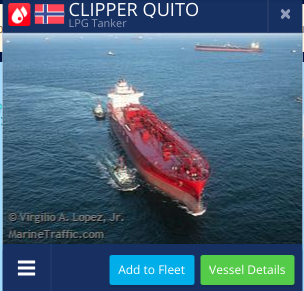 CLIPPER QUITO
LPG Tanker
© Virgilio A. Lopez, Jr.
MarineTraffic.com
Add to Fleet
Vessel Details